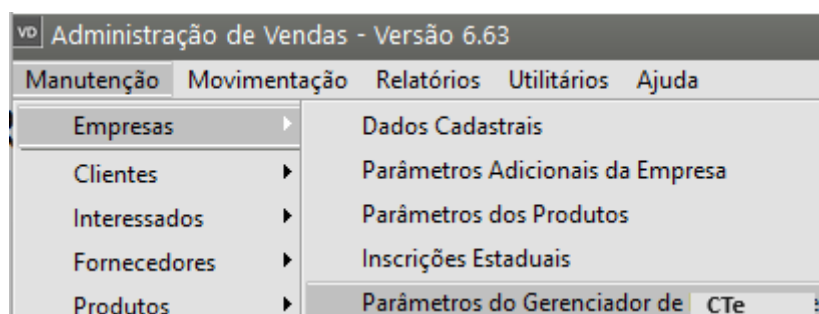 VD Administração de Vendas - Versão 6.63
Manutenção Movimentação Relatórios Utilitários Ajuda
Empresas Dados Cadastrais
Clientes Parâmetros Adicionais da Empresa
Interessados Parâmetros dos Produtos
Fornecedores Inscrições Estaduais
Produtos Parâmetros do Gerenciador de CTe